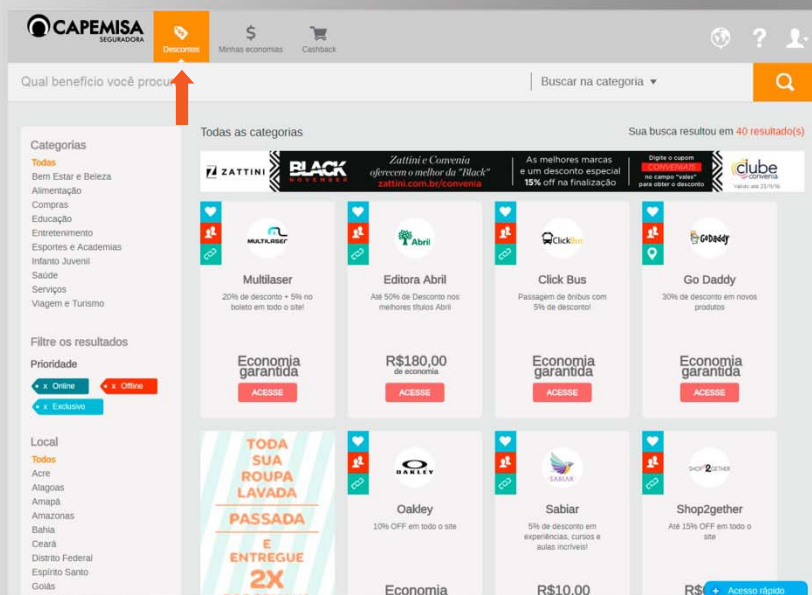 CAPEMISA
SEGURADORA
Descontos
Minhas economias
Cashback
Qual benefício você procu
Buscar na categoria
Categorias
Todas
Bem Estar e Beleza
Alimentação
Compras
Educação
Entretenimento
Esportes e Academias
Infanto Juvenil
Saúde
Serviços
Viagem e Turismo
Filtre os resultados
Prioridade
x Online
x Offline
x Exclusivo
Local
Todos
Acre
Alagoas
Amapá
Amazonas
Bahia
Ceará
Distrito Federal
Espírito Santo
Goiás
Todas as categorias
Sua busca resultou em 40 resultado(s)
ZATTINI
BLACK
NOVEMBER
Zattini e Convenia
oferecem o melhor da "Black"
zattini.com.br/convenia
As melhores marcas
e um desconto especial
15% off na finalização
Digite o cupom
CONVENIA15
no campo "vales"
para obter o desconto
clube
convenia
MULTILASER
Multilaser
20% de desconto + 5% no
boleto em todo o site!
Economia
garantida
ACESSE
Abril
Editora Abril
Até 50% de Desconto nos
melhores títulos Abril
R$180,00
de economia
ACESSE
ClickBus
Click Bus
Passagem de ônibus com
5% de desconto!
Economia
garantida
ACESSE
GoDaddy
Go Daddy
30% de desconto em novos
produtos
Economia
garantida
ACESSE
TODA
SUA
ROUPA
LAVADA
PASSADA
E
ENTREGUE
2X
OAKLEY
Oakley
10% OFF em todo o site
Economia
SABIAR
Sabiar
5% de desconto em
experiências, cursos e
aulas incríveis!
R$10,00
SHOP2GETHER
Shop2gether
Até 15% OFF em todo o
site
R$
+ Acesso rápido